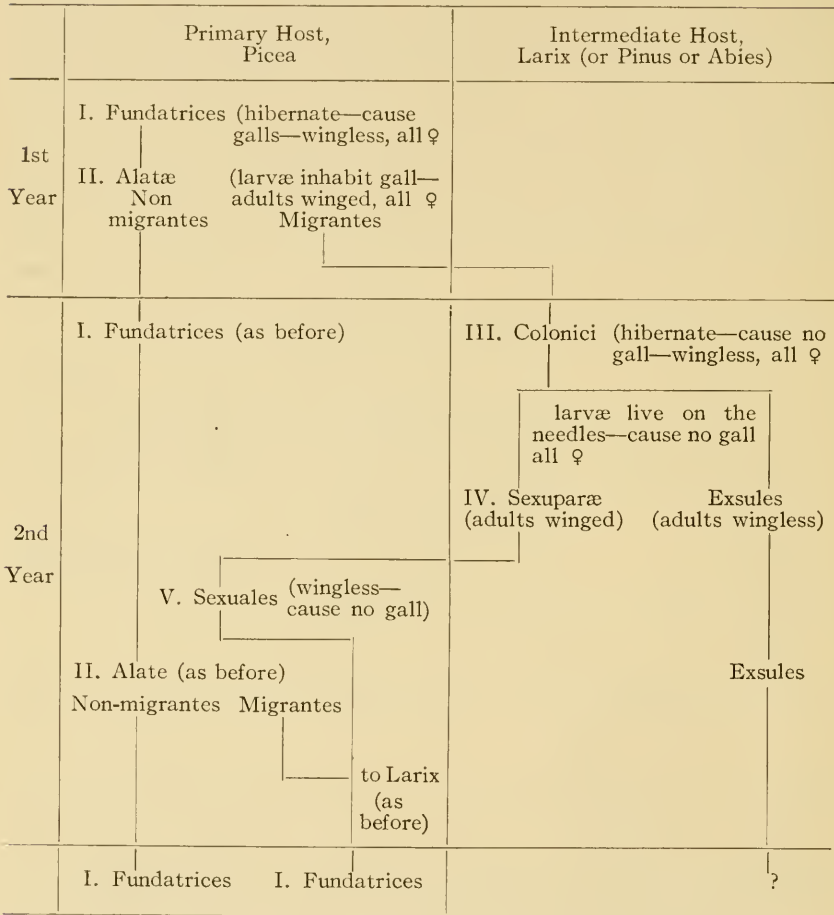 Primary Host,
Picea
Intermediate Host,
Larix (or Pinus or Abies)
1st
Year
I. Fundatrices (hibernate—cause
galls—wingless, all ♀
II. Alatæ (larvæ inhabit gall—
Non adults winged, all ♀
migrantes Migrantes
2nd
Year
I. Fundatrices (as before)
III. Colonici (hibernate—cause no
gall—wingless, all ♀
larvæ live on the
needles—cause no gall
all ♀
IV. Sexuparæ Exsules
(adults winged) (adults wingless)
V. Sexuales (wingless—
cause no gall)
II. Alate (as before)
Exsules
Non-migrantes Migrantes
to Larix
(as
before)
I. Fundatrices I. Fundatrices ?